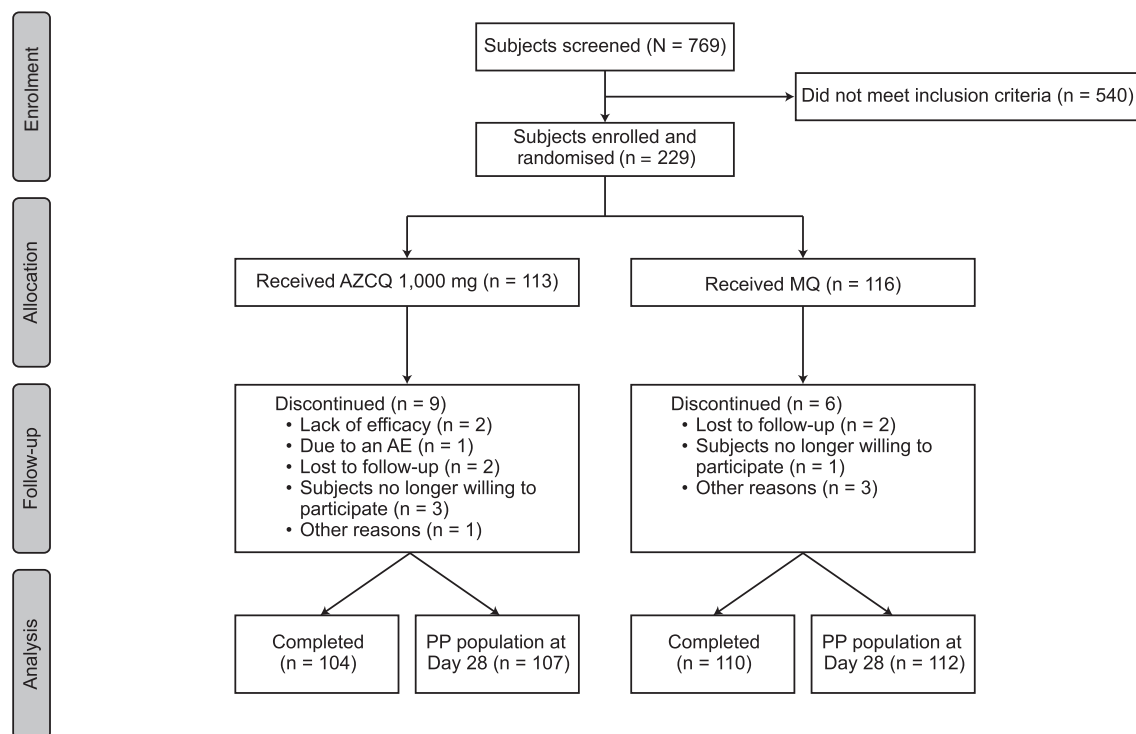 Enrolment
Subjects screened (N = 769)
Did not meet inclusion criteria (n = 540)
Subjects enrolled and
randomised (n = 229)
Allocation
Received AZCQ 1,000 mg (n = 113)
Received MQ (n = 116)
Follow-up
Discontinued (n = 9)
• Lack of efficacy (n = 2)
• Due to an AE (n = 1)
• Lost to follow-up (n = 2)
• Subjects no longer willing to
participate (n = 3)
• Other reasons (n = 1)
Discontinued (n = 6)
• Lost to follow-up (n = 2)
• Subjects no longer willing to
participate (n = 1)
• Other reasons (n = 3)
Analysis
Completed
(n = 104)
PP population at
Day 28 (n = 107)
Completed
(n = 110)
PP population at
Day 28 (n = 112)